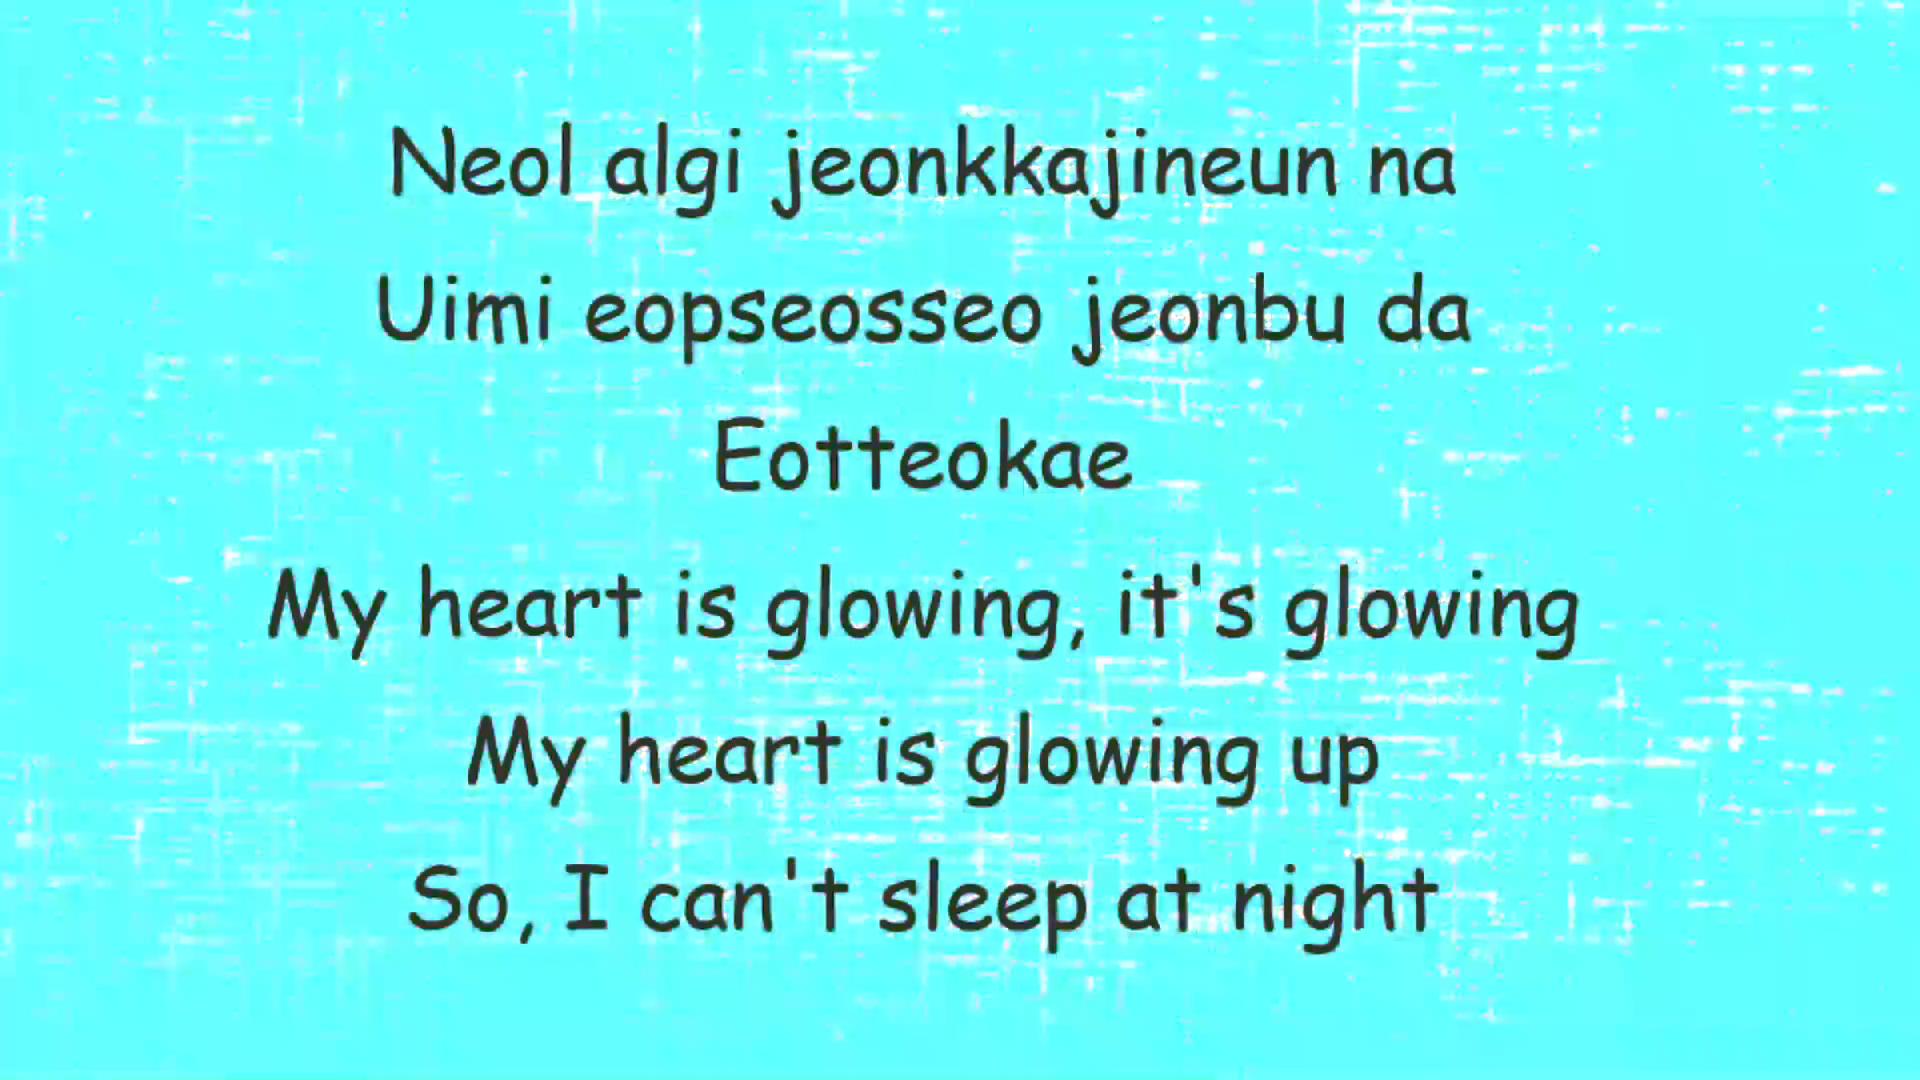 Neol algi jeonkkajineun na
Uimi eopseosseo jeonbu da
Eotteokae
My heart is glowing, it's glowing
My heart is glowing up
So, I can't sleep at night